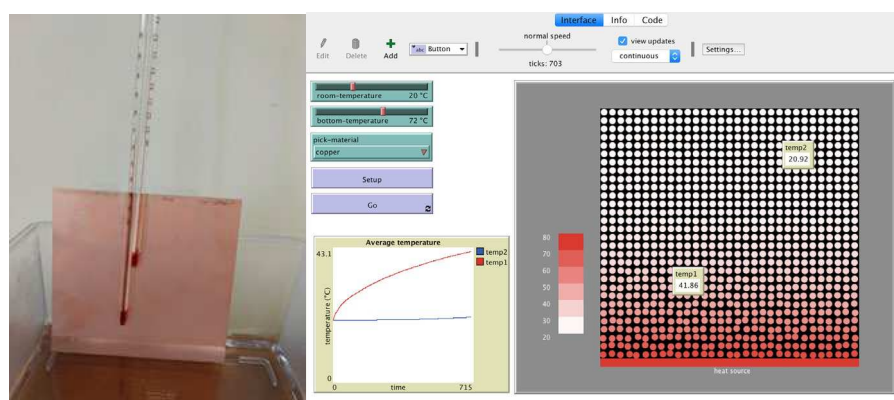 Interface Info Code
Edit Delete Add
abc Button
normal speed
ticks: 703
view updates
continuous
Settings...
room-temperature 20 °C
bottom-temperature 72 °C
pick-material
copper
Setup
Go
Average temperature
43.1
temperature (°C)
0
0 time 715
temp2
temp1
80
70
60
50
40
30
20
temp2
20.92
temp1
41.86
heat source